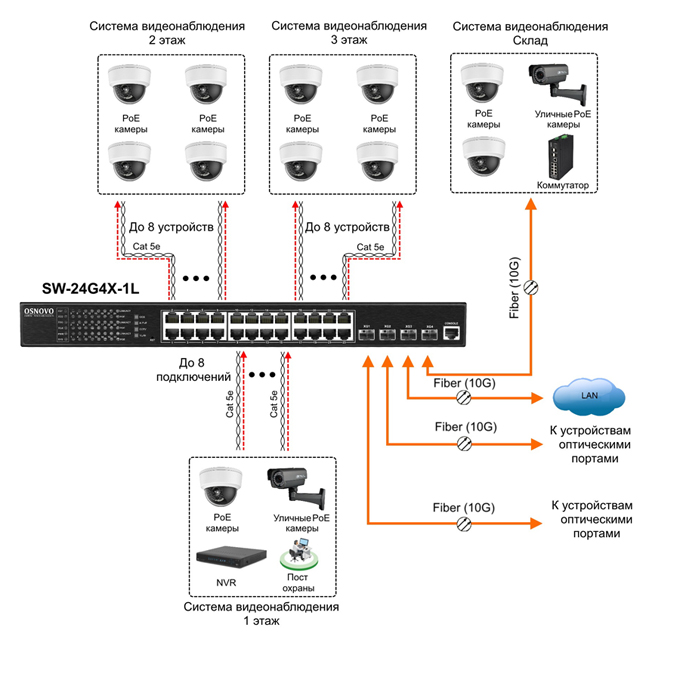 Система видеонаблюдения
2 этаж
Система видеонаблюдения
3 этаж
Система видеонаблюдения
Склад
PoE
камеры
PoE
камеры
PoE
камеры
PoE
камеры
PoE
камеры
Уличные PoE
камеры
Коммутатор
До 8 устройств
Cat 5e
До 8 устройств
Cat 5e
Fiber (10G)
SW-24G4X-1L
OSNOVO
CONSOLE
До 8
подключений
Cat 5e
Cat 5e
Fiber (10G)
LAN
Fiber (10G)
К устройствам
оптическими
портами
Fiber (10G)
К устройствам
оптическими
портами
PoE
камеры
Уличные PoE
камеры
NVR
Пост
охраны
Система видеонаблюдения
1 этаж